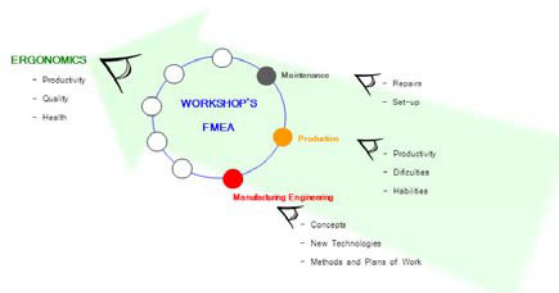 ERGONOMICS
- Productivity
- Quality
- Health
WORKSHOP'S
FMEA
Maintenance
- Repairs
- Set-up
Production
- Productivity
- Dificulties
- Habilities
Manufacturing Engineering
- Concepts
- New Technologies
- Methods and Plans of Work